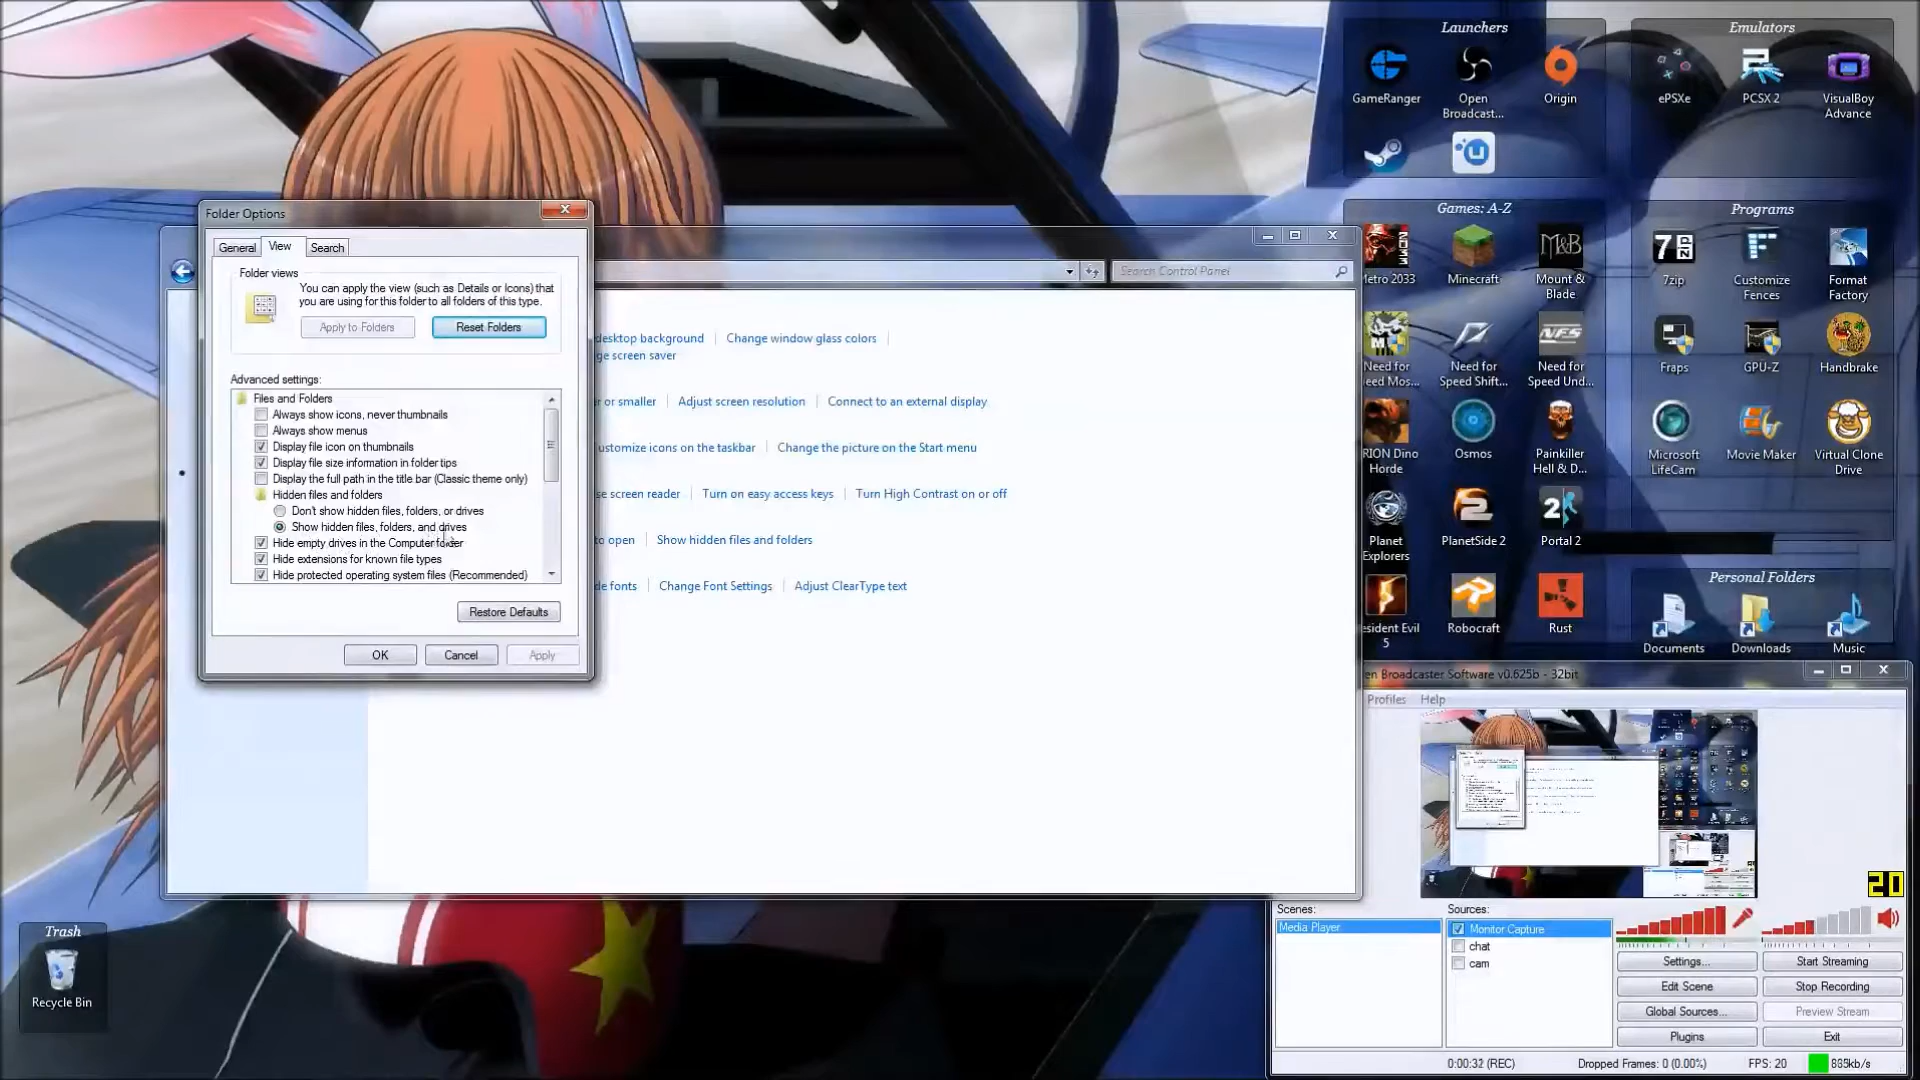 Launchers
GameRanger
Open
Broadcast...
Origin
Emulators
ePSXe
PCSX 2
VisualBoy
Advance
Folder Options
General
View
Search
Folder views
You can apply the view (such as Details or Icons) that
you are using for this folder to all folders of this type.
Apply to Folders
Reset Folders
Advanced settings:
Files and Folders
Always show icons, never thumbnails
Always show menus
Display file icon on thumbnails
Display file size information in folder tips
Display the full path in the title bar (Classic theme only)
Hidden files and folders
Don't show hidden files, folders, or drives
Show hidden files, folders, and drives
Hide empty drives in the Computer folder
Hide extensions for known file types
Hide protected operating system files (Recommended)
Restore Defaults
OK
Cancel
Apply
Search Control Panel
desktop background
Change window glass colors
ge screen saver
r or smaller
Adjust screen resolution
Connect to an external display
ustomize icons on the taskbar
Change the picture on the Start menu
se screen reader
Turn on easy access keys
Turn High Contrast on or off
to open
Show hidden files and folders
de fonts
Change Font Settings
Adjust ClearType text
Games: A-Z
2033
Metro 2033
Minecraft
M&B
Mount &
Blade
Need for
eed Mos...
Need for
Speed Shift...
NFS
Need for
Speed Und...
RION Dino
Horde
Osmos
Painkiller
Hell & D...
Planet
Explorers
PlanetSide 2
Portal 2
esident Evil
5
Robocraft
Rust
Programs
7zip
Customize
Fences
Format
Factory
Fraps
GPU-Z
Handbrake
Microsoft
LifeCam
Movie Maker
Virtual Clone
Drive
Personal Folders
Documents
Downloads
Music
en Broadcaster Software v0.625b - 32bit
Profiles
Help
20
Scenes:
Media Player
Sources:
Monitor Capture
chat
cam
Settings...
Start Streaming
Edit Scene
Stop Recording
Global Sources...
Preview Stream
Plugins
Exit
0:00:32 (REC)
Dropped Frames: 0 (0.00%)
FPS: 20
885kb/s
Trash
Recycle Bin